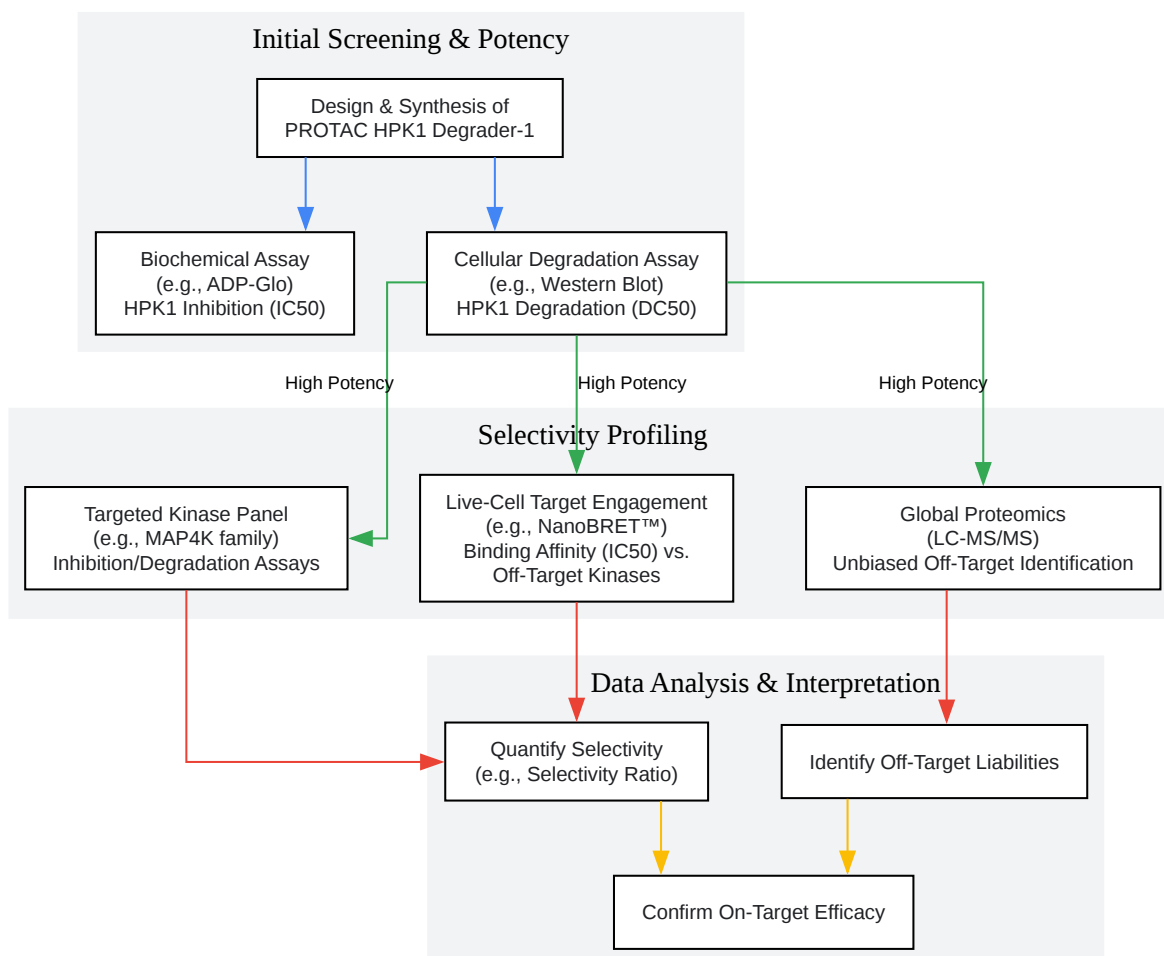 Initial Screening & Potency
Design & Synthesis of
PROTAC HPK1 Degrader-1
Biochemical Assay
(e.g., ADP-Glo)
HPK1 Inhibition (IC50)
Cellular Degradation Assay
(e.g., Western Blot)
HPK1 Degradation (DC50)
High Potency
High Potency
High Potency
Selectivity Profiling
Targeted Kinase Panel
(e.g., MAP4K family)
Inhibition/Degradation Assays
Live-Cell Target Engagement
(e.g., NanoBRET™)
Binding Affinity (IC50) vs.
Off-Target Kinases
Global Proteomics
(LC-MS/MS)
Unbiased Off-Target Identification
Data Analysis & Interpretation
Quantify Selectivity
(e.g., Selectivity Ratio)
Identify Off-Target Liabilities
Confirm On-Target Efficacy